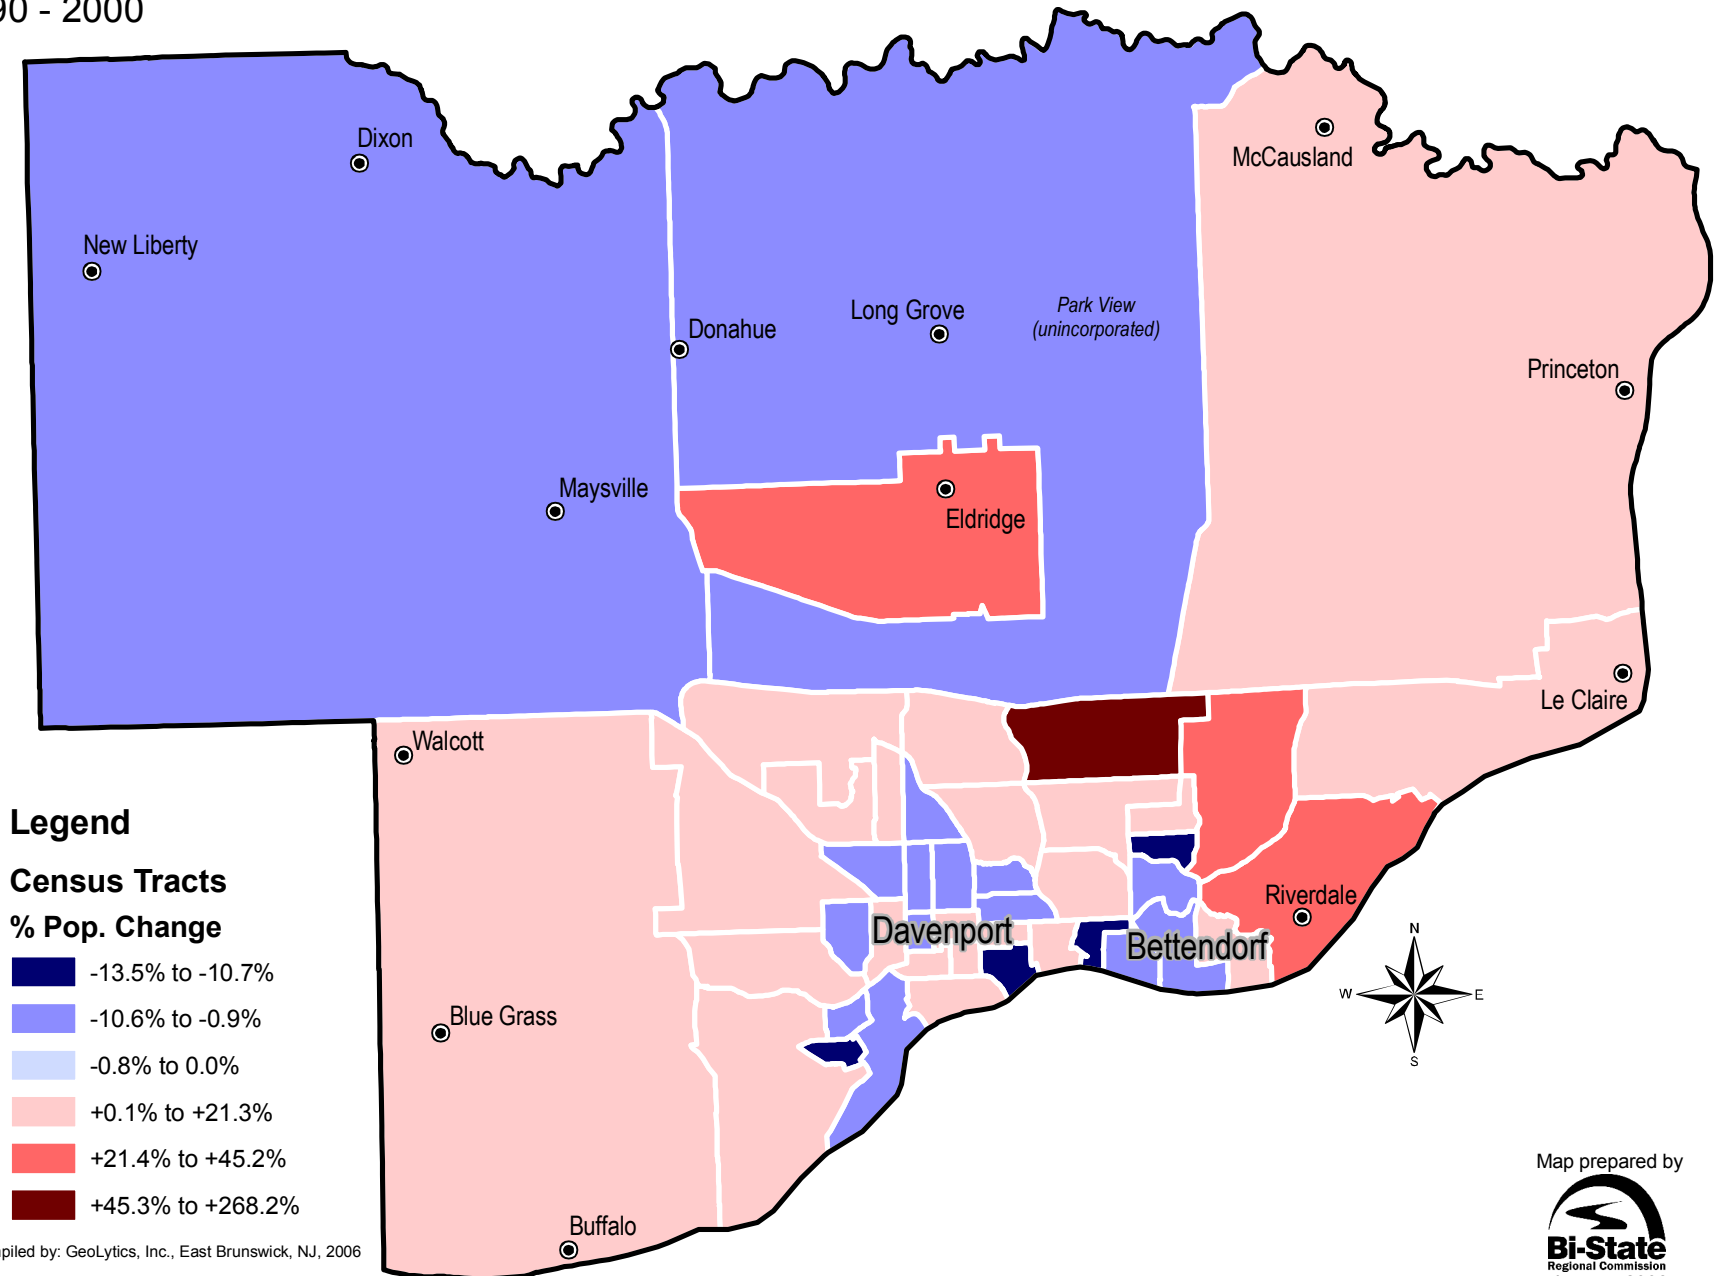 - 2000
Dixon
McCausland
New Liberty
Long Grove
Park View
(unincorporated)
Donahue
Princeton
Maysville
Eldridge
Le Claire
Walcott
Legend
Census Tracts
% Pop. Change
-13.5% to -10.7%
-10.6% to -0.9%
-0.8% to 0.0%
+0.1% to +21.3%
+21.4% to +45.2%
+45.3% to +268.2%
Riverdale
Davenport
Bettendorf
N
W
E
S
Blue Grass
Buffalo
by: GeoLytics, Inc., East Brunswick, NJ, 2006
Map prepared by
Bi-State
Regional Commission